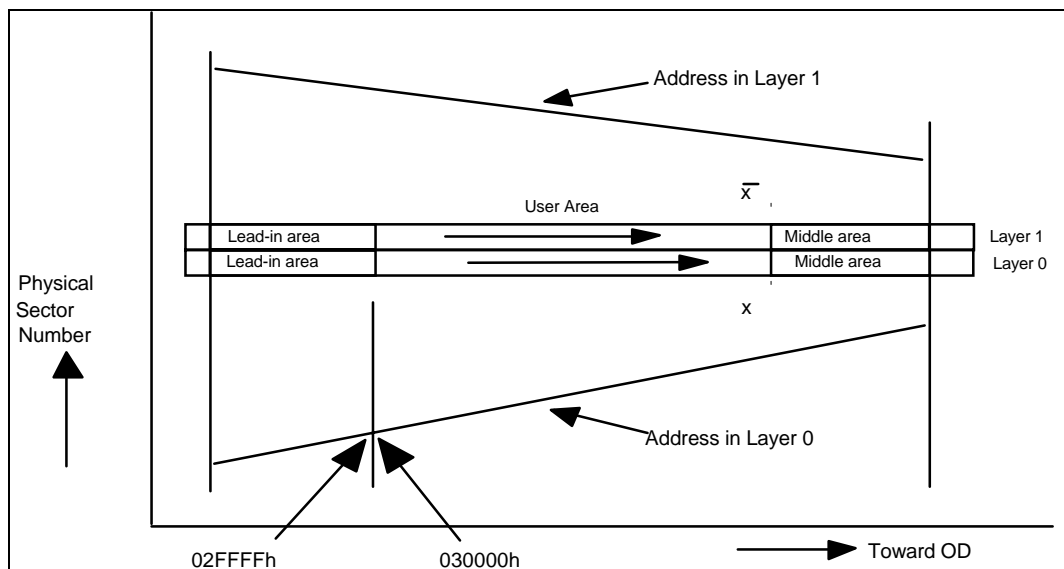 Address in Layer 1
x̅
User Area
Lead-in area
Middle area
Layer 1
Lead-in area
Middle area
Layer 0
Physical
Sector
Number
x
Address in Layer 0
02FFFFh
030000h
Toward OD